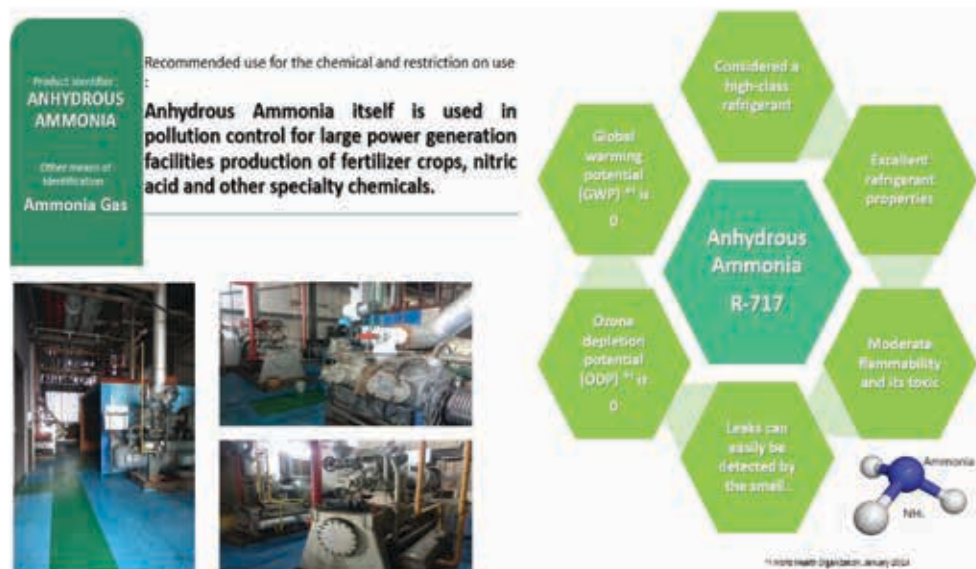 Product identifier :
ANHYDROUS
AMMONIA
Other means of
identification
Ammonia Gas
Recommended use for the chemical and restriction on use
:
Anhydrous Ammonia itself is used in
pollution control for large power generation
facilities production of fertilizer crops, nitric
acid and other specialty chemicals.
Considered a
high-class
refrigerant
Excellent
refrigerant
properties
Moderate
flammability
and its toxic
Leaks can
easily be
detected by
the smell.
Ozone
depletion
potential
(ODP) *¹ is
0
Global
warming
potential
(GWP) *¹ is
0
Anhydrous
Ammonia
R-717
Ammonia
NH₃
World Health Organization, January